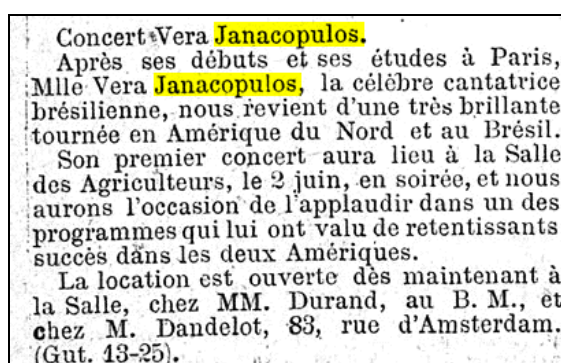 Concert Vera Janacopulos.
Après ses débuts et ses études à Paris,
Mlle Vera Janacopulos, la célèbre cantatrice
brésilienne, nous revient d'une très brillante
tournée en Amérique du Nord et au Brésil.
Son premier concert aura lieu à la Salle
des Agriculteurs, le 2 juin, en soirée, et nous
aurons l'occasion de l'applaudir dans un des
programmes qui lui ont valu de retentissants
succès dans les deux Amériques.
La location est ouverte dès maintenant à
la Salle, chez MM. Durand, au B. M., et
chez M. Dandelot, 83, rue d'Amsterdam.
(Gut. 13-25).